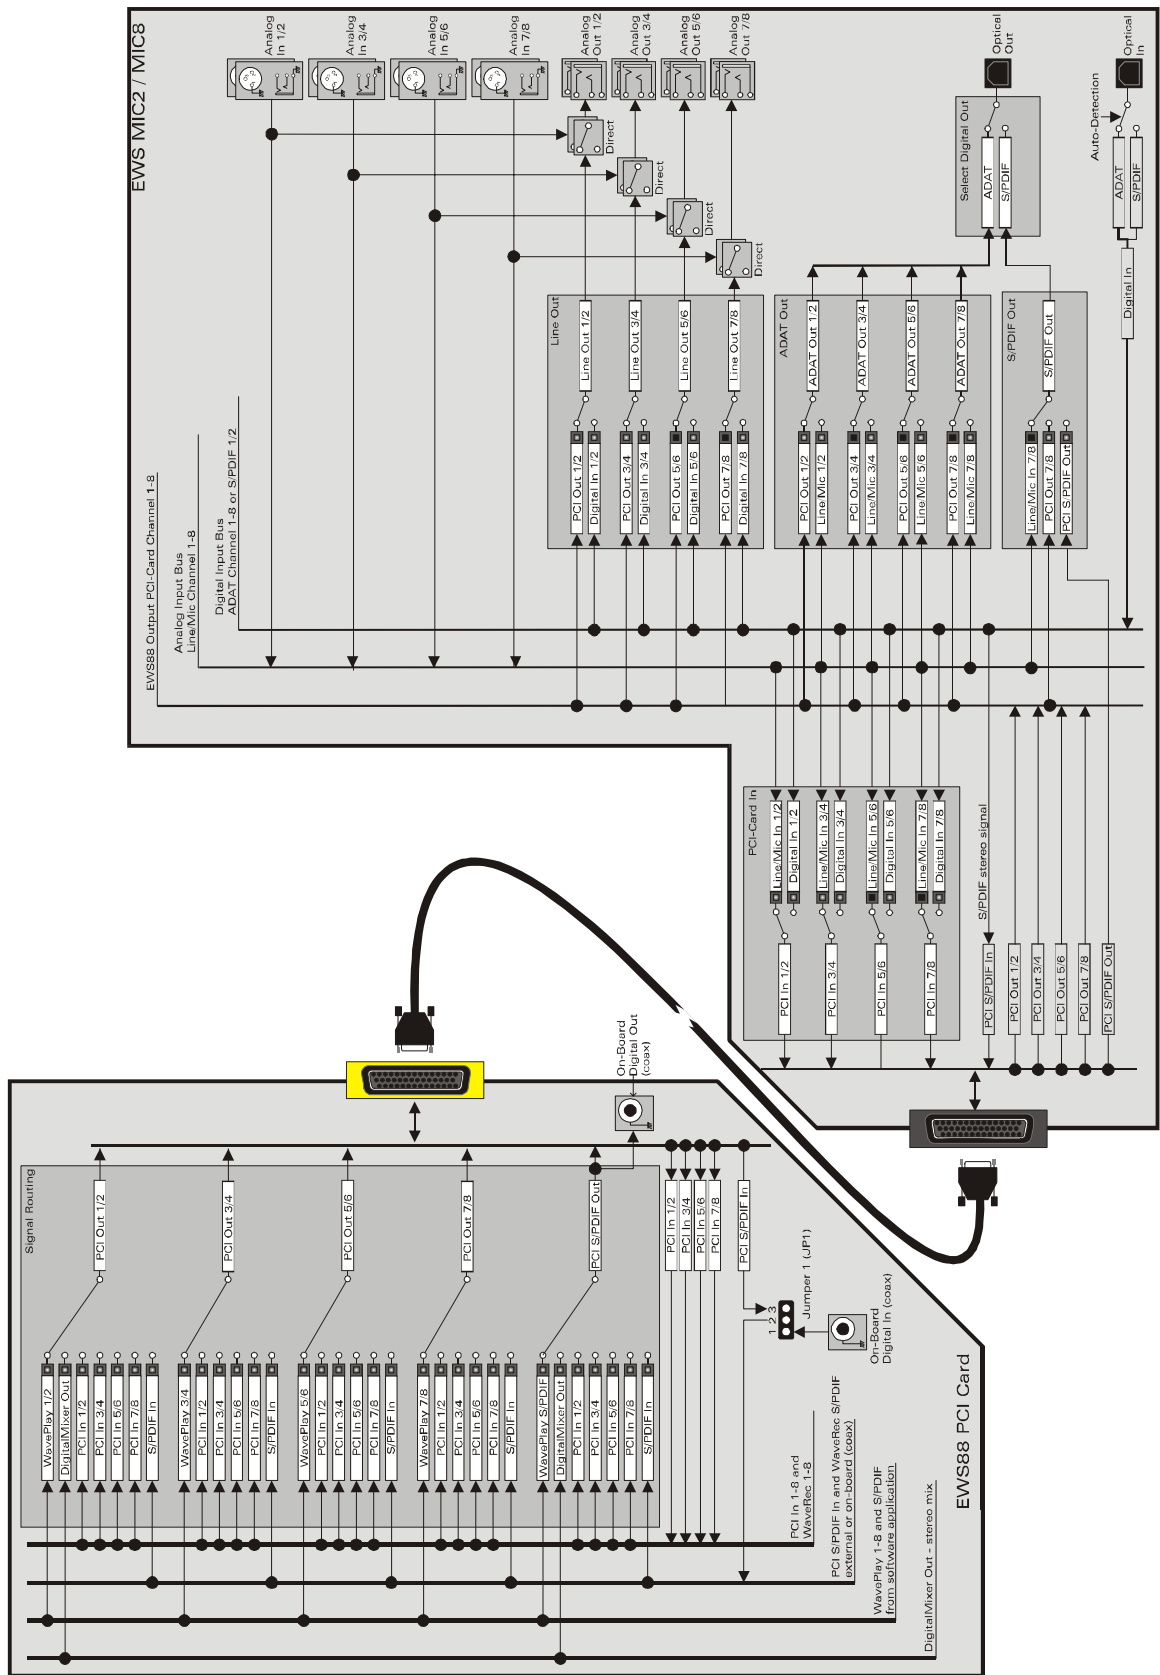 EWS MIC2 / MIC8
Analog
In 1/2
Analog
In 3/4
Analog
In 5/6
Analog
In 7/8
Analog
Out 1/2
Analog
Out 3/4
Analog
Out 5/6
Analog
Out 7/8
Optical
Out
Optical
In
Direct
Direct
Direct
Direct
Select Digital Out
ADAT
S/PDIF
Auto-Detection
ADAT
S/PDIF
Digital In
Line Out
Line Out 1/2
Line Out 3/4
Line Out 5/6
Line Out 7/8
PCI Out 1/2
Digital In 1/2
PCI Out 3/4
Digital In 3/4
PCI Out 5/6
Digital In 5/6
PCI Out 7/8
Digital In 7/8
ADAT Out
ADAT Out 1/2
ADAT Out 3/4
ADAT Out 5/6
ADAT Out 7/8
PCI Out 1/2
Line/Mic 1/2
PCI Out 3/4
Line/Mic 3/4
PCI Out 5/6
Line/Mic 5/6
PCI Out 7/8
Line/Mic 7/8
S/PDIF Out
S/PDIF Out
Line/Mic In 7/8
PCI Out 7/8
PCI S/PDIF Out
EWS88 Output PCI-Card Channel 1-8
Analog Input Bus
Line/Mic Channel 1-8
Digital Input Bus
ADAT Channel 1-8 or S/PDIF 1/2
PCI-Card In
Line/Mic In 1/2
Digital In 1/2
Line/Mic In 3/4
Digital In 3/4
Line/Mic In 5/6
Digital In 5/6
Line/Mic In 7/8
Digital In 7/8
PCI In 1/2
PCI In 3/4
PCI In 5/6
PCI In 7/8
S/PDIF stereo signal
PCI S/PDIF In
PCI Out 1/2
PCI Out 3/4
PCI Out 5/6
PCI Out 7/8
PCI S/PDIF Out
On-Board
Digital Out
(coax)
Signal Routing
PCI Out 1/2
PCI Out 3/4
PCI Out 5/6
PCI Out 7/8
PCI S/PDIF Out
PCI In 1/2
PCI In 3/4
PCI In 5/6
PCI In 7/8
PCI S/PDIF In
1 2 3
Jumper 1 (JP1)
On-Board
Digital In (coax)
WavePlay 1/2
DigitalMixer Out
PCI In 1/2
PCI In 3/4
PCI In 5/6
PCI In 7/8
S/PDIF In
WavePlay 3/4
PCI In 1/2
PCI In 3/4
PCI In 5/6
PCI In 7/8
S/PDIF In
WavePlay 5/6
PCI In 1/2
PCI In 3/4
PCI In 5/6
PCI In 7/8
S/PDIF In
WavePlay 7/8
PCI In 1/2
PCI In 3/4
PCI In 5/6
PCI In 7/8
S/PDIF In
WavePlay S/PDIF
DigitalMixer Out
PCI In 1/2
PCI In 3/4
PCI In 5/6
PCI In 7/8
S/PDIF In
PCI In 1-8 and
WaveRec 1-8
PCI S/PDIF In and WaveRec S/PDIF
external or on-board (coax)
WavePlay 1-8 and S/PDIF
from software application
DigitalMixer Out - stereo mix
EWS88 PCI Card